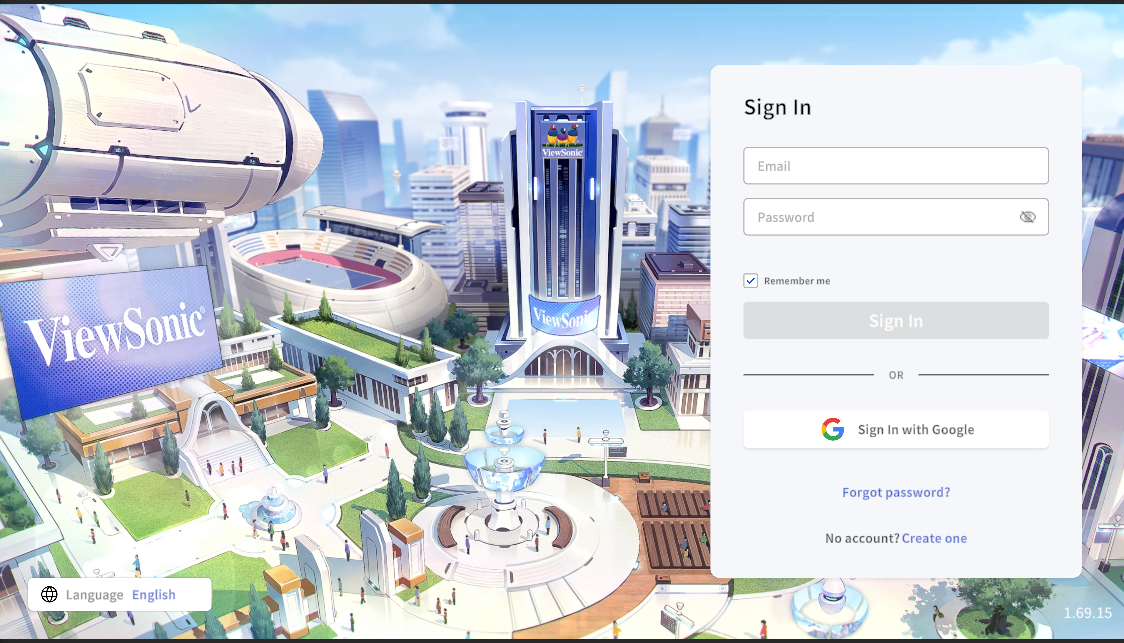 ViewSonic
ViewSonic®
ViewSonic
Sign In
Email
Password
Remember me
Sign In
OR
Sign In with Google
Forgot password?
No account? Create one
Language English
1.69.15